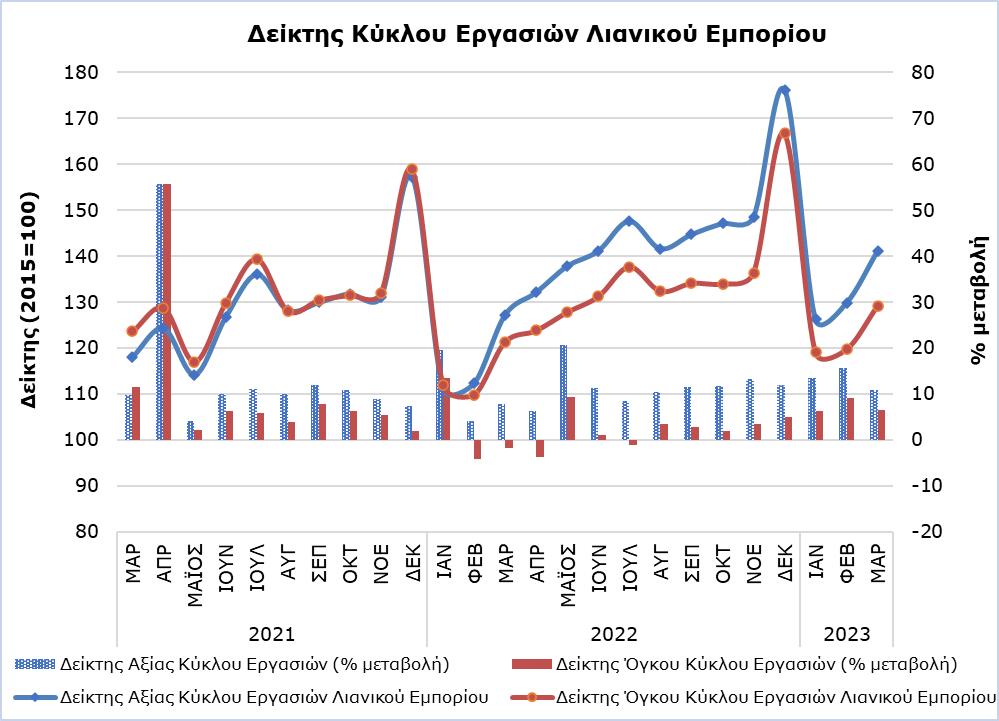 Δείκτης Κύκλου Εργασιών Λιανικού Εμπορίου
Δείκτης (2015=100)
180
170
160
150
140
130
120
110
100
90
80
80
70
60
50
40
30
20
10
0
-10
-20
% μεταβολή
ΜΑΡ
ΑΠΡ
ΜΑΪΟΣ
ΙΟΥΝ
ΙΟΥΛ
ΑΥΓ
ΣΕΠ
ΟΚΤ
ΝΟΕ
ΔΕΚ
ΙΑΝ
ΦΕΒ
ΜΑΡ
ΑΠΡ
ΜΑΪΟΣ
ΙΟΥΝ
ΙΟΥΛ
ΑΥΓ
ΣΕΠ
ΟΚΤ
ΝΟΕ
ΔΕΚ
ΙΑΝ
ΦΕΒ
ΜΑΡ
2021 2022 2023
Δείκτης Αξίας Κύκλου Εργασιών (% μεταβολή) Δείκτης Όγκου Κύκλου Εργασιών (% μεταβολή)
Δείκτης Αξίας Κύκλου Εργασιών Λιανικού Εμπορίου Δείκτης Όγκου Κύκλου Εργασιών Λιανικού Εμπορίου